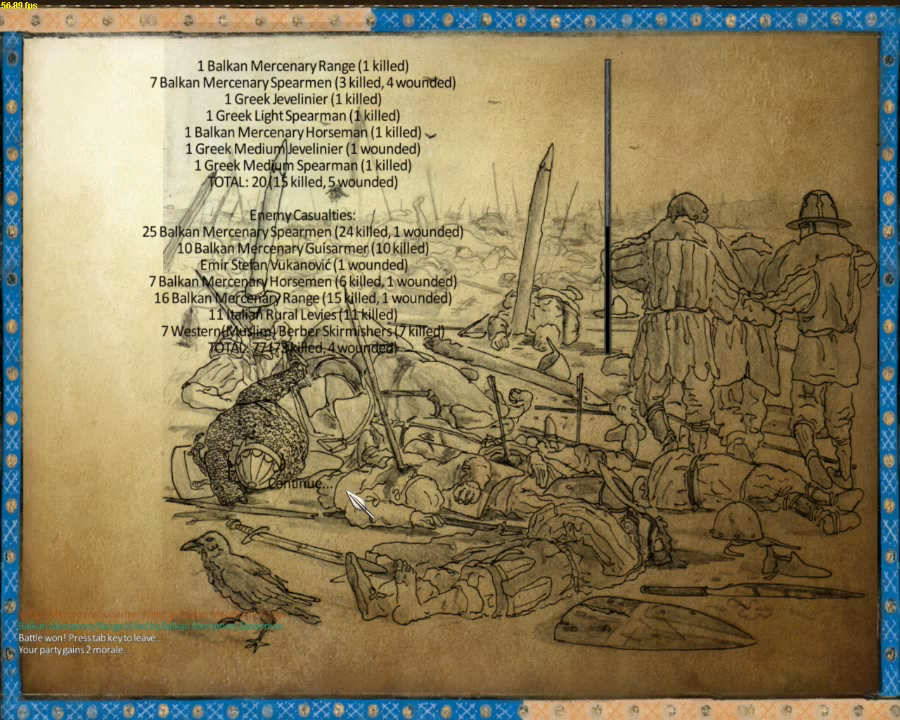 56.89 fps
1 Balkan Mercenary Range (1 killed)
7 Balkan Mercenary Spearmen (3 killed, 4 wounded)
1 Greek Jevelinier (1 killed)
1 Greek Light Spearman (1 killed)
1 Balkan Mercenary Horseman (1 killed)
1 Greek Medium Jevelinier (1 wounded)
1 Greek Medium Spearman (1 killed)
TOTAL: 20 (15 killed, 5 wounded)
Enemy Casualties:
25 Balkan Mercenary Spearmen (24 killed, 1 wounded)
10 Balkan Mercenary Guisarmer (10 killed)
Emir Stefan Vukanović (1 wounded)
7 Balkan Mercenary Horsemen (6 killed, 1 wounded)
16 Balkan Mercenary Range (15 killed, 1 wounded)
11 Italian Rural Levies (11 killed)
7 Western (Muslim) Berber Skirmishers (7 killed)
TOTAL: 77 (73 killed, 4 wounded)
Continue...
Battle won! Press tab key to leave..
Your party gains 2 morale.